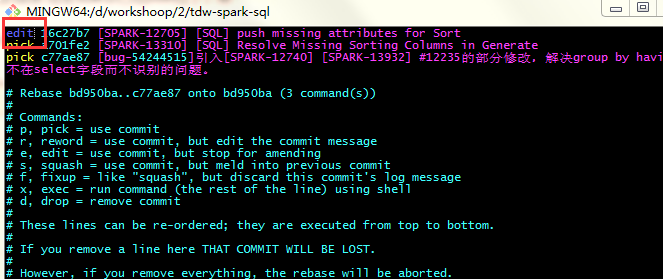 MINGW64:/d/workshoop/2/tdw-spark-sql
edit 16c27b7 [SPARK-12705] [SQL] push missing attributes for Sort
pick 701fe2 [SPARK-13310] [SQL] Resolve Missing Sorting Columns in Generate
pick c77ae87 [bug-54244515]引入[SPARK-12740] [SPARK-13932] #12235的部分修改, 解决group by havi
不在select字段而不识别的问题。
# Rebase bd950ba..c77ae87 onto bd950ba (3 command(s))
#
# Commands:
# p, pick = use commit
# r, reword = use commit, but edit the commit message
# e, edit = use commit, but stop for amending
# s, squash = use commit, but meld into previous commit
# f, fixup = like "squash", but discard this commit's log message
# x, exec = run command (the rest of the line) using shell
# d, drop = remove commit
#
# These lines can be re-ordered; they are executed from top to bottom.
#
# If you remove a line here THAT COMMIT WILL BE LOST.
#
# However, if you remove everything, the rebase will be aborted.